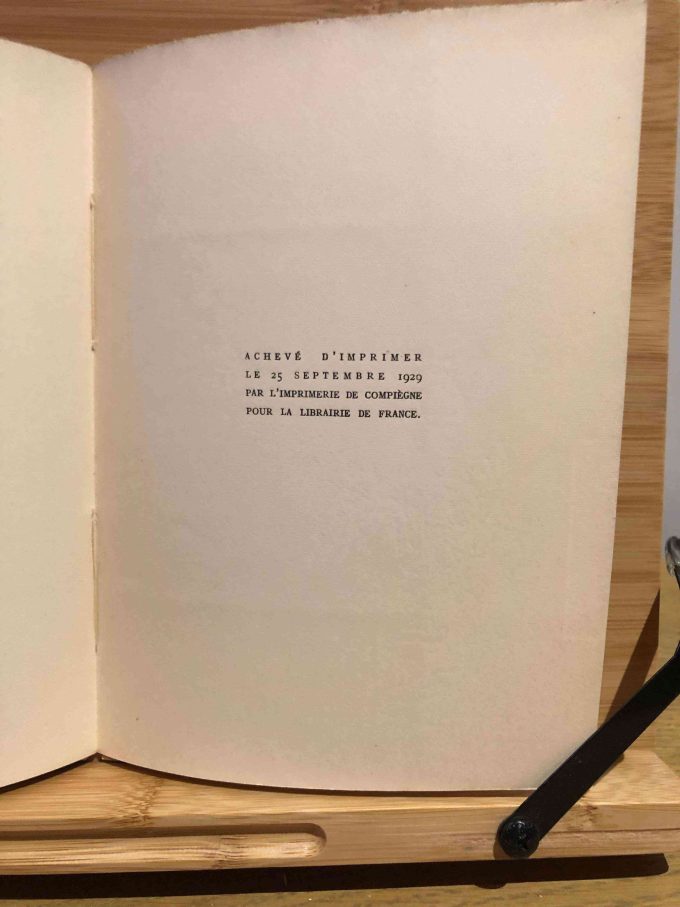 ACHEVÉ D'IMPRIMER
LE 25 SEPTEMBRE 1929
PAR L'IMPRIMERIE DE COMPIÈGNE
POUR LA LIBRAIRIE DE FRANCE.